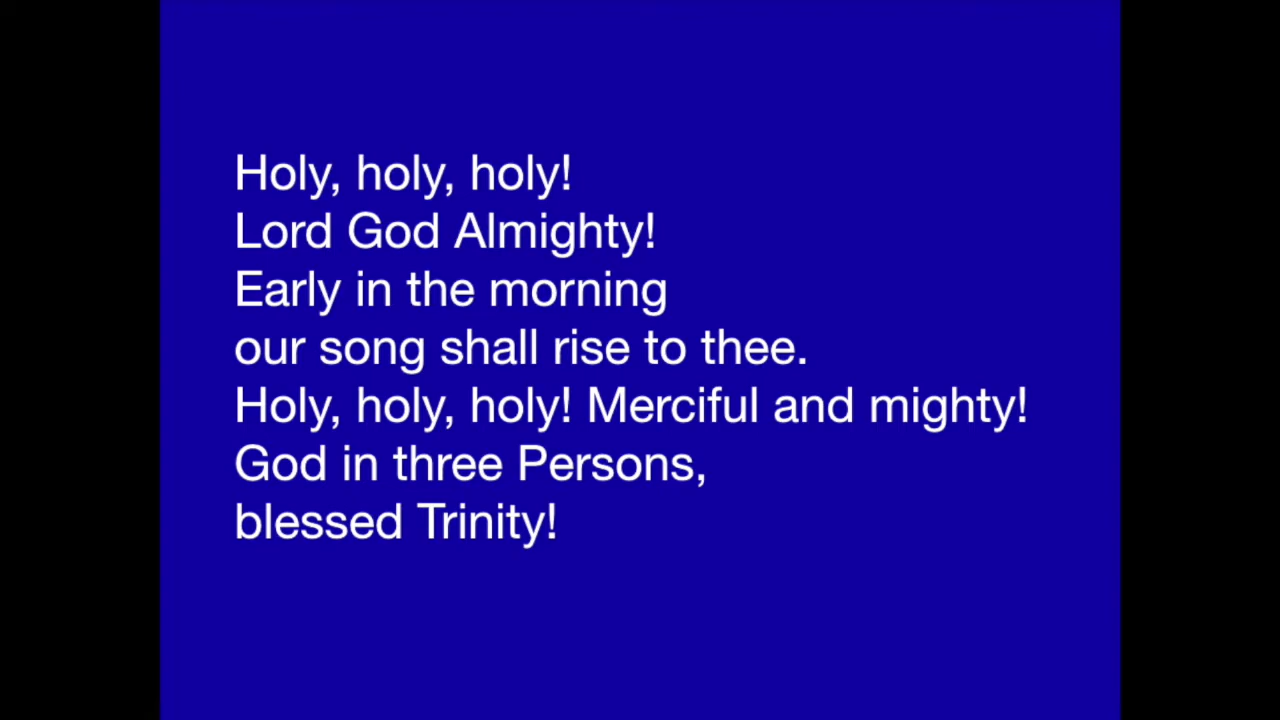 Holy, holy, holy!
Lord God Almighty!
Early in the morning
our song shall rise to thee.
Holy, holy, holy! Merciful and mighty!
God in three Persons,
blessed Trinity!